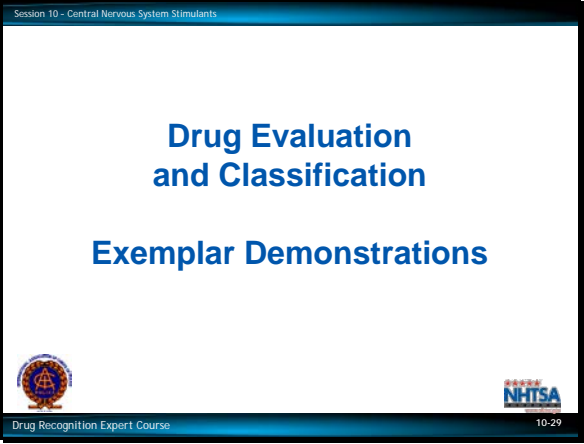 Session 10 - Central Nervous System Stimulants
Drug Evaluation
and Classification
Exemplar Demonstrations
NHTSA
Drug Recognition Expert Course
10-29